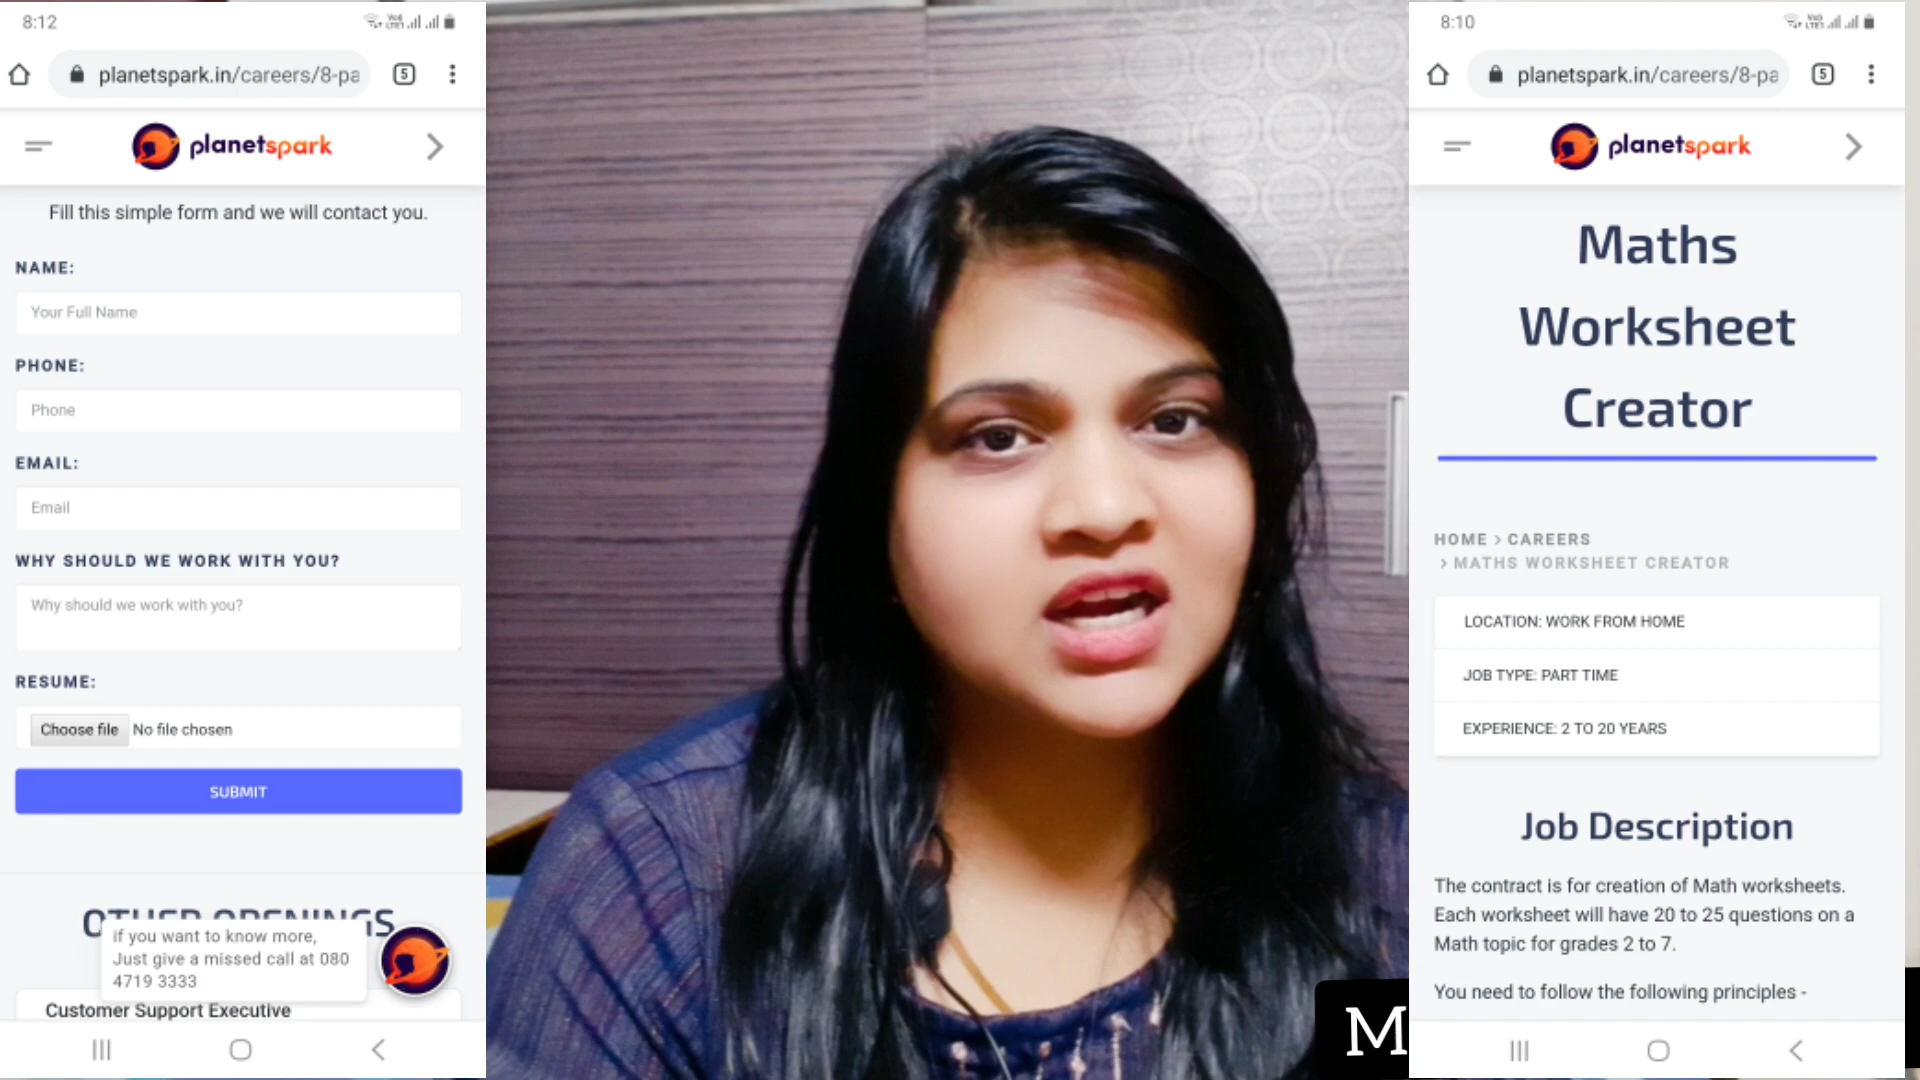 8:12
planetspark.in/careers/8-pa
5
planetspark
Fill this simple form and we will contact you.
NAME:
Your Full Name
PHONE:
Phone
EMAIL:
Email
WHY SHOULD WE WORK WITH YOU?
Why should we work with you?
RESUME:
Choose file No file chosen
SUBMIT
OTHER OPENINGS
if you want to know more,
Just give a missed call at 080
4719 3333
Customer Support Executive
M
8:10
planetspark.in/careers/8-pa
5
planetspark
Maths
Worksheet
Creator
HOME > CAREERS
> MATHS WORKSHEET CREATOR
LOCATION: WORK FROM HOME
JOB TYPE: PART TIME
EXPERIENCE: 2 TO 20 YEARS
Job Description
The contract is for creation of Math worksheets.
Each worksheet will have 20 to 25 questions on a
Math topic for grades 2 to 7.
You need to follow the following principles -